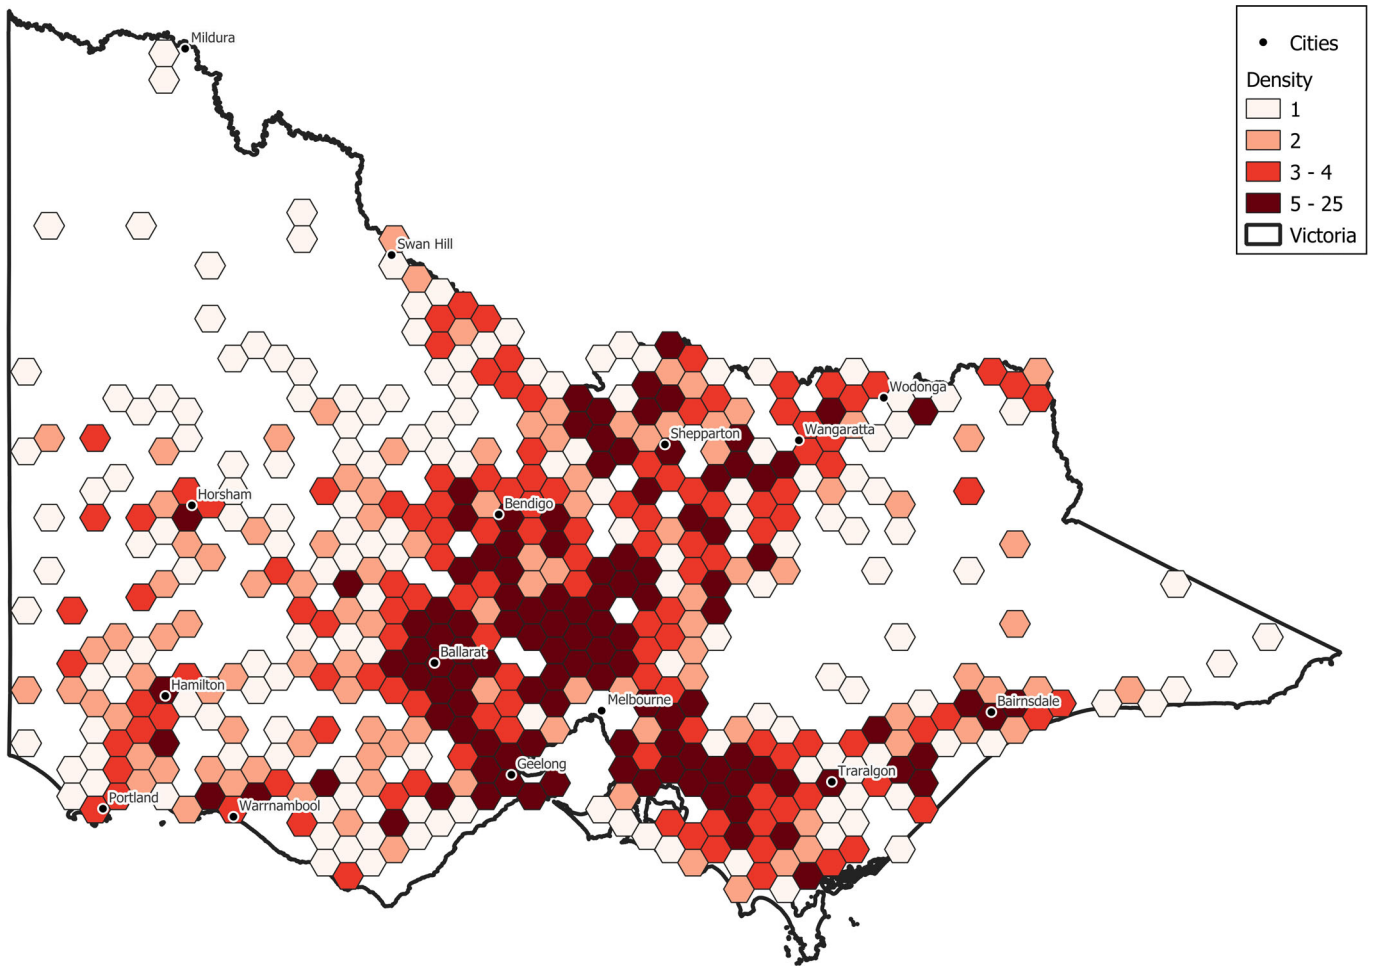 Mildura
Cities
Density
1
2
3 - 4
5 - 25
Victoria
Swan Hill
Wodonga
Wangaratta
Shepparton
Horsham
Bendigo
Ballarat
Hamilton
Melbourne
Bairnsdale
Geelong
Traralgon
Portland
Warrnambool